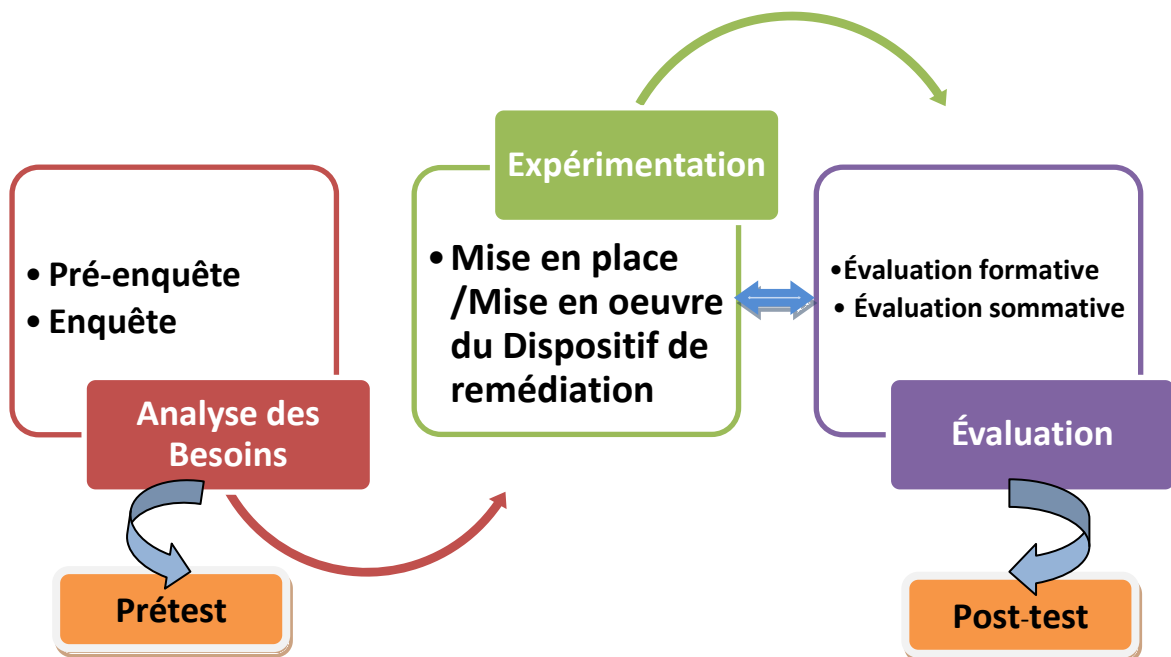 • Pré-enquête
• Enquête
Analyse des
Besoins
Prétest
Expérimentation
• Mise en place
/Mise en oeuvre
du Dispositif de
remédiation
•Évaluation formative
• Évaluation sommative
Évaluation
Post-test